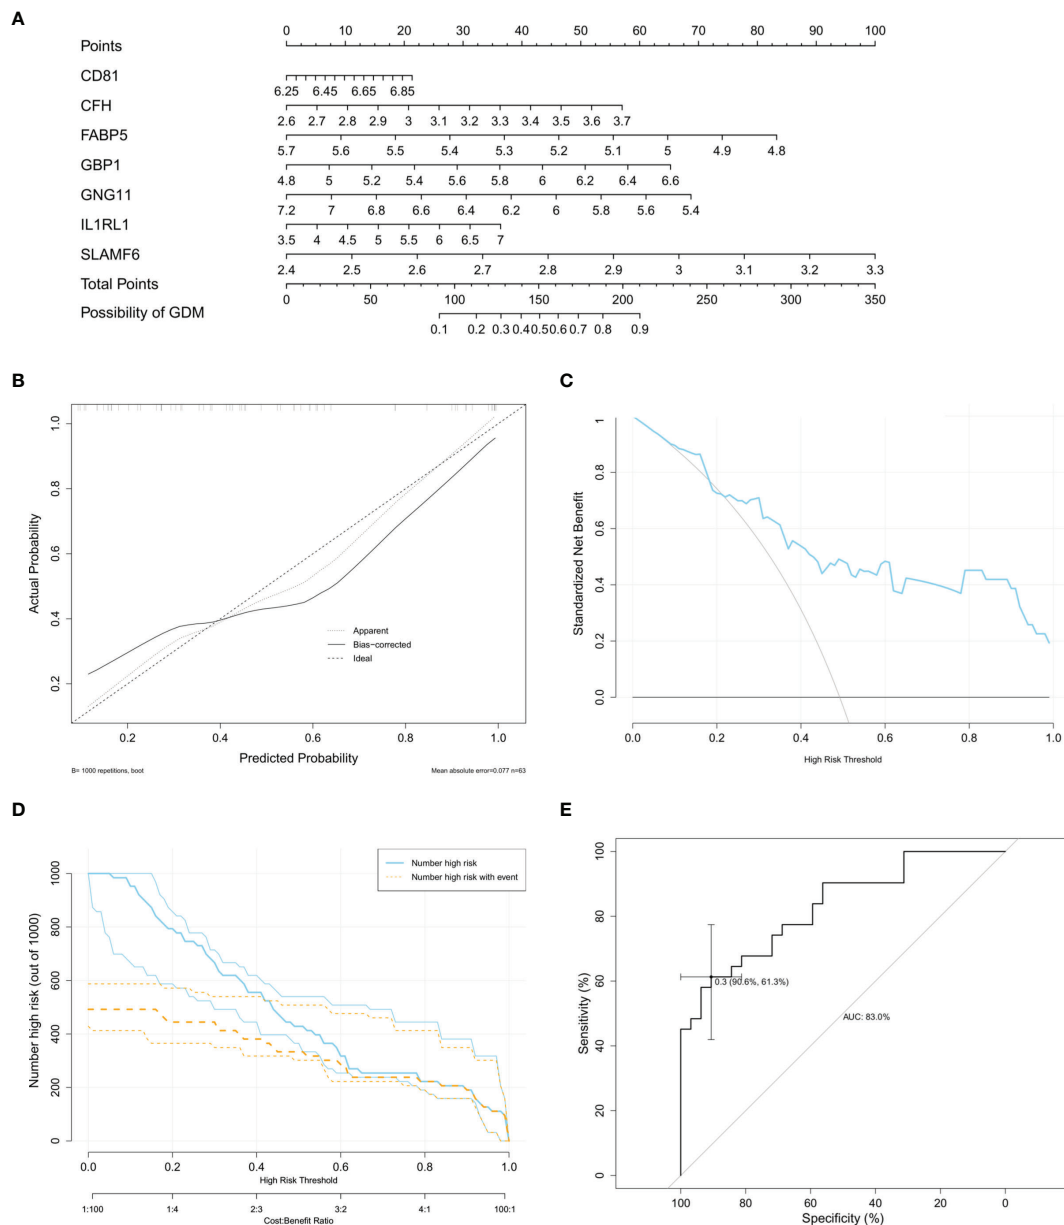 A
Points
0 10 20 30 40 50 60 70 80 90 100
CD81
6.25 6.45 6.65 6.85
CFH
2.6 2.7 2.8 2.9 3 3.1 3.2 3.3 3.4 3.5 3.6 3.7
FABP5
5.7 5.6 5.5 5.4 5.3 5.2 5.1 5 4.9 4.8
GBP1
4.8 5 5.2 5.4 5.6 5.8 6 6.2 6.4 6.6
GNG11
7.2 7 6.8 6.6 6.4 6.2 6 5.8 5.6 5.4
IL1RL1
3.5 4 4.5 5 5.5 6 6.5 7
SLAMF6
2.4 2.5 2.6 2.7 2.8 2.9 3 3.1 3.2 3.3
Total Points
0 50 100 150 200 250 300 350
Possibility of GDM
0.1 0.2 0.3 0.4 0.5 0.6 0.7 0.8 0.9
B
Actual Probability
1.0
0.8
0.6
0.4
0.2
Apparent
Bias-corrected
Ideal
0.2 0.4 0.6 0.8 1.0
Predicted Probability
B= 1000 repetitions, boot
Mean absolute error=0.077 n=63
C
Standardized Net Benefit
1
0.8
0.6
0.4
0.2
0.0
0.0 0.2 0.4 0.6 0.8 1.0
High Risk Threshold
D
Number high risk (out of 1000)
1000
800
600
400
200
0
Number high risk
Number high risk with event
0.0 0.2 0.4 0.6 0.8 1.0
High Risk Threshold
1:100 1:4 2:3 3:2 4:1 100:1
Cost:Benefit Ratio
E
Sensitivity (%)
100
80
60
40
20
0
0.3 (90.6%, 61.3%)
AUC: 83.0%
100 80 60 40 20 0
Specificity (%)